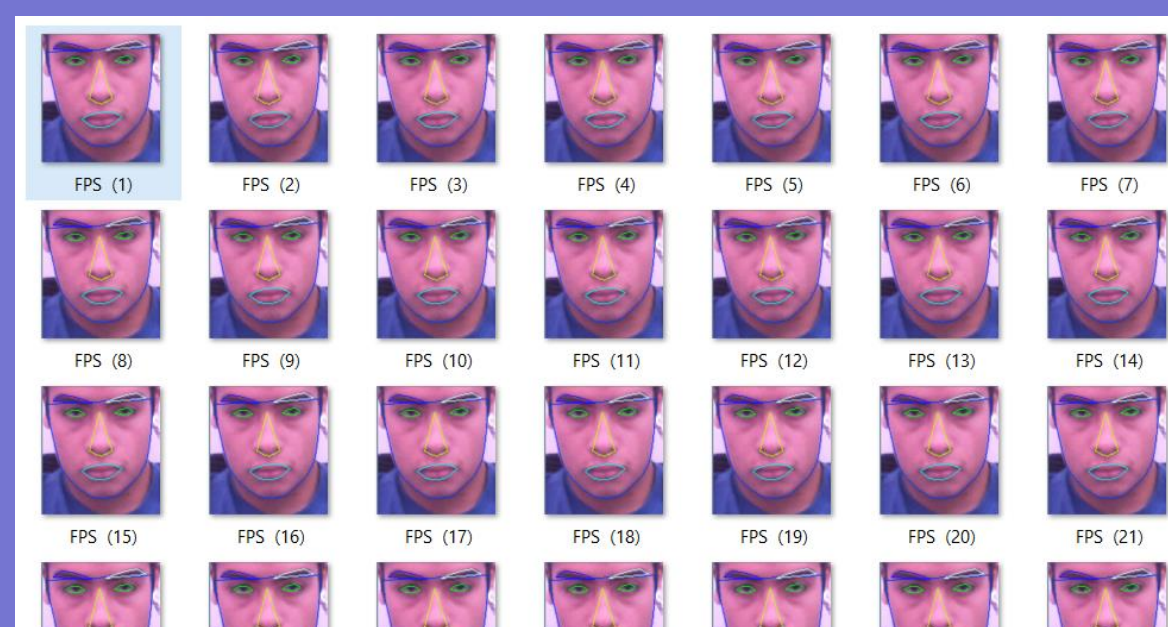 FPS (1) FPS (2) FPS (3) FPS (4) FPS (5) FPS (6) FPS (7)
FPS (8) FPS (9) FPS (10) FPS (11) FPS (12) FPS (13) FPS (14)
FPS (15) FPS (16) FPS (17) FPS (18) FPS (19) FPS (20) FPS (21)